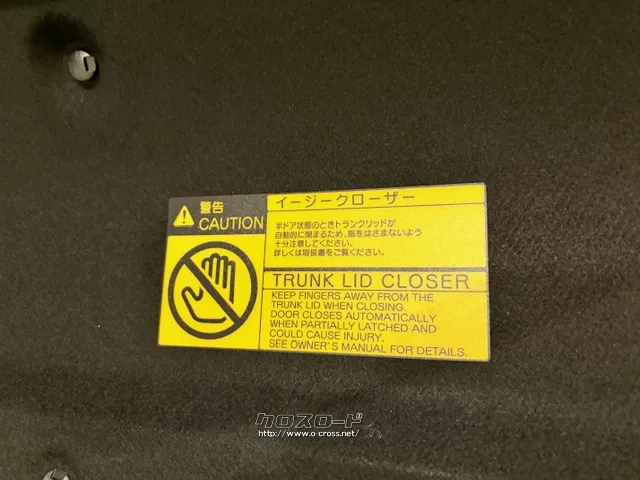 警告
CAUTION
イージークローザー
半ドア状態のときトランクリッドが
自動的に閉まるため、指をはさまないよう
十分注意してください。
詳しくは取扱書をご覧ください。
TRUNK LID CLOSER
KEEP FINGERS AWAY FROM THE
TRUNK LID WHEN CLOSING.
DOOR CLOSES AUTOMATICALLY
WHEN PARTIALLY LATCHED AND
COULD CAUSE INJURY.
SEE OWNER'S MANUAL FOR DETAILS.
クロスロード
http://www.o-cross.net/